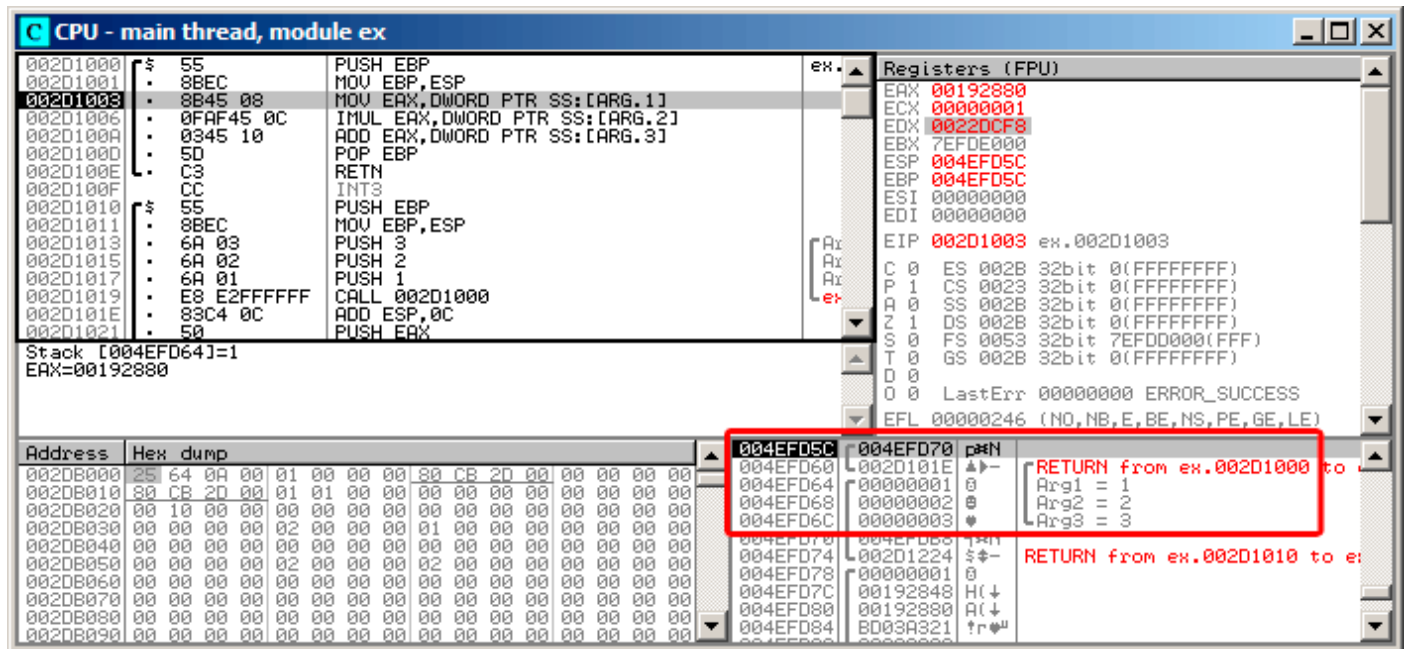 CPU - main thread, module ex
002D1000 $ 55 PUSH EBP ex.
002D1001 . 8BEC MOV EBP,ESP
002D1003 . 8B45 08 MOV EAX,DWORD PTR SS:[ARG.1]
002D1006 . 0FAF45 0C IMUL EAX,DWORD PTR SS:[ARG.2]
002D100A . 0345 10 ADD EAX,DWORD PTR SS:[ARG.3]
002D100D . 5D POP EBP
002D100E . C3 RETN
002D100F CC INT3
002D1010 $ 55 PUSH EBP
002D1011 . 8BEC MOV EBP,ESP
002D1013 . 6A 03 PUSH 3
002D1015 . 6A 02 PUSH 2
002D1017 . 6A 01 PUSH 1
002D1019 . E8 E2FFFFFF CALL 002D1000
002D101E . 83C4 0C ADD ESP,0C
002D1021 . 50 PUSH EAX
Stack [004EFD64]=1
EAX=00192880
Registers (FPU)
EAX 00192880
ECX 00000001
EDX 0022DCF8
EBX 7EFDE000
ESP 004EFD5C
EBP 004EFD5C
ESI 00000000
EDI 00000000
EIP 002D1003 ex.002D1003
C 0 ES 002B 32bit 0(FFFFFFFF)
P 1 CS 0023 32bit 0(FFFFFFFF)
A 0 SS 002B 32bit 0(FFFFFFFF)
Z 1 DS 002B 32bit 0(FFFFFFFF)
S 0 FS 0053 32bit 7EFDD000(FFF)
T 0 GS 002B 32bit 0(FFFFFFFF)
D 0
O 0 LastErr 00000000 ERROR_SUCCESS
EFL 00000246 (NO,NB,E,BE,NS,PE,GE,LE)
Address Hex dump
002DB000 25 64 0A 00 01 00 00 00 80 CB 2D 00 00 00 00 00
002DB010 80 CB 2D 00 01 01 00 00 00 00 00 00 00 00 00 00
002DB020 00 10 00 00 00 00 00 00 00 00 00 00 00 00 00 00
002DB030 00 00 00 00 02 00 00 00 01 00 00 00 00 00 00 00
002DB040 00 00 00 00 00 00 00 00 00 00 00 00 00 00 00 00
002DB050 00 00 00 00 02 00 00 00 02 00 00 00 00 00 00 00
002DB060 00 00 00 00 00 00 00 00 00 00 00 00 00 00 00 00
002DB070 00 00 00 00 00 00 00 00 00 00 00 00 00 00 00 00
002DB080 00 00 00 00 00 00 00 00 00 00 00 00 00 00 00 00
002DB090 00 00 00 00 00 00 00 00 00 00 00 00 00 00 00 00
004EFD5C 004EFD70
004EFD60 002D101E RETURN from ex.002D1000 to
004EFD64 00000001 Arg1 = 1
004EFD68 00000002 Arg2 = 2
004EFD6C 00000003 Arg3 = 3
004EFD70 004EFDB8
004EFD74 002D1224 RETURN from ex.002D1010 to
004EFD78 00000001
004EFD7C 00192848 H(↓
004EFD80 00192880
004EFD84 BD03A321